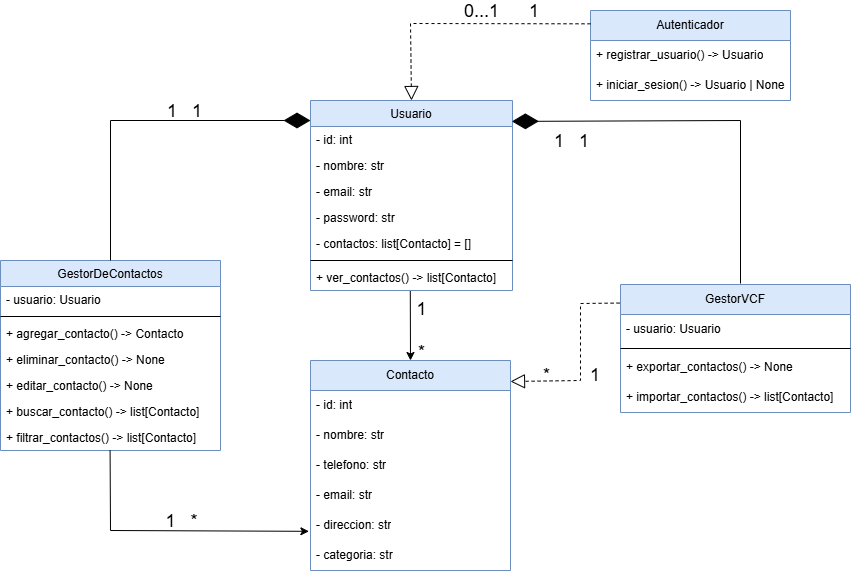 0...1 1
Autenticador
+ registrar_usuario() -> Usuario
+ iniciar_sesion() -> Usuario | None
1 1
Usuario
- id: int
- nombre: str
- email: str
- password: str
- contactos: list[Contacto] = []
+ ver_contactos() -> list[Contacto]
1 1
GestorDeContactos
- usuario: Usuario
+ agregar_contacto() -> Contacto
+ eliminar_contacto() -> None
+ editar_contacto() -> None
+ buscar_contacto() -> list[Contacto]
+ filtrar_contactos() -> list[Contacto]
GestorVCF
- usuario: Usuario
+ exportar_contactos() -> None
+ importar_contactos() -> list[Contacto]
1
*
Contacto
- id: int
- nombre: str
- telefono: str
- email: str
- direccion: str
- categoria: str
* 1
1 *